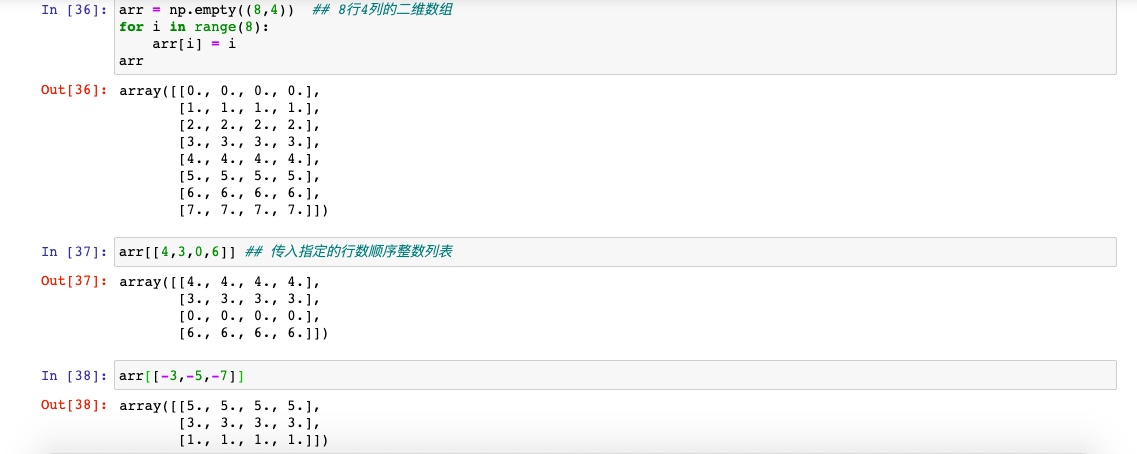 In [36]: arr = np.empty((8,4))  ## 8行4列的二维数组
for i in range(8):
    arr[i] = i
arr
Out[36]: array([[0., 0., 0., 0.],
       [1., 1., 1., 1.],
       [2., 2., 2., 2.],
       [3., 3., 3., 3.],
       [4., 4., 4., 4.],
       [5., 5., 5., 5.],
       [6., 6., 6., 6.],
       [7., 7., 7., 7.]])
In [37]: arr[[4,3,0,6]] ## 传入指定的行数顺序整数列表
Out[37]: array([[4., 4., 4., 4.],
       [3., 3., 3., 3.],
       [0., 0., 0., 0.],
       [6., 6., 6., 6.]])
In [38]: arr[[-3,-5,-7]]
Out[38]: array([[5., 5., 5., 5.],
       [3., 3., 3., 3.],
       [1., 1., 1., 1.]])